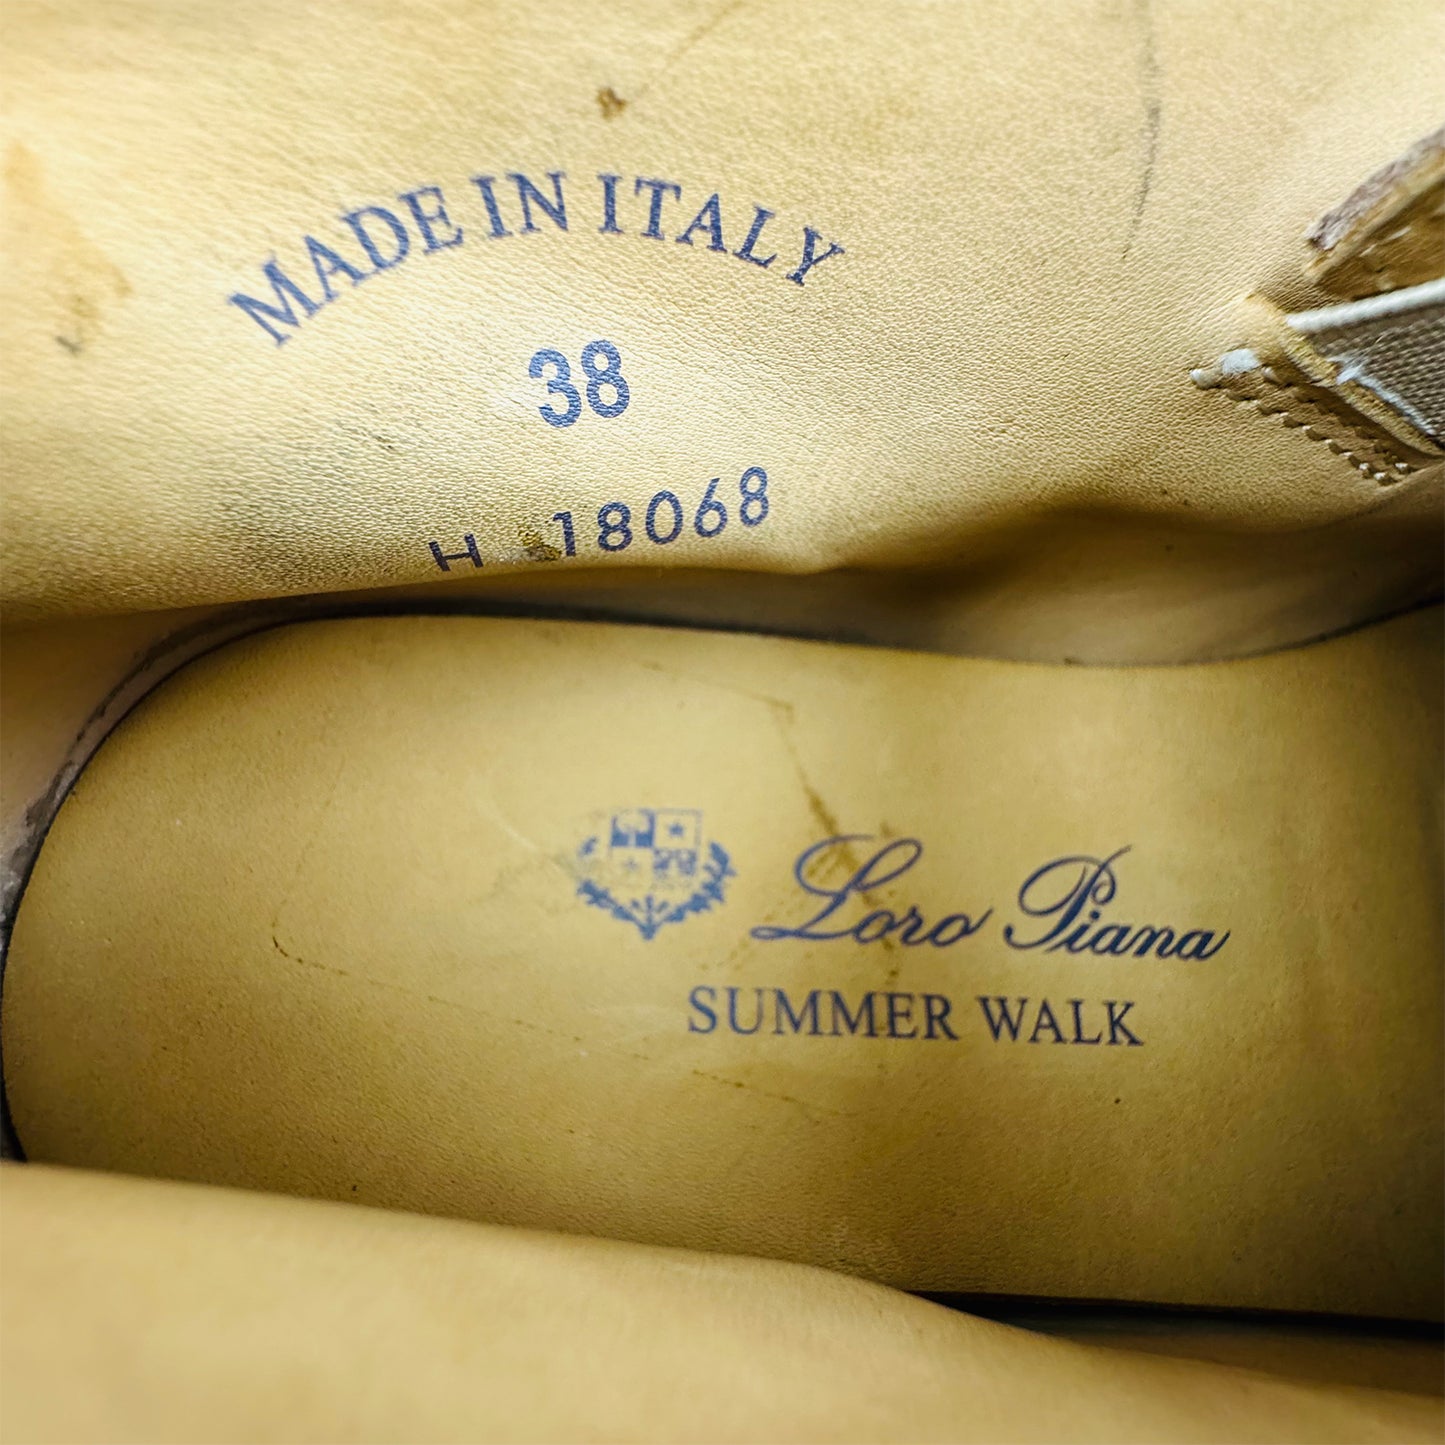 MADE IN ITALY
38
H 18068
Loro Piana
SUMMER WALK